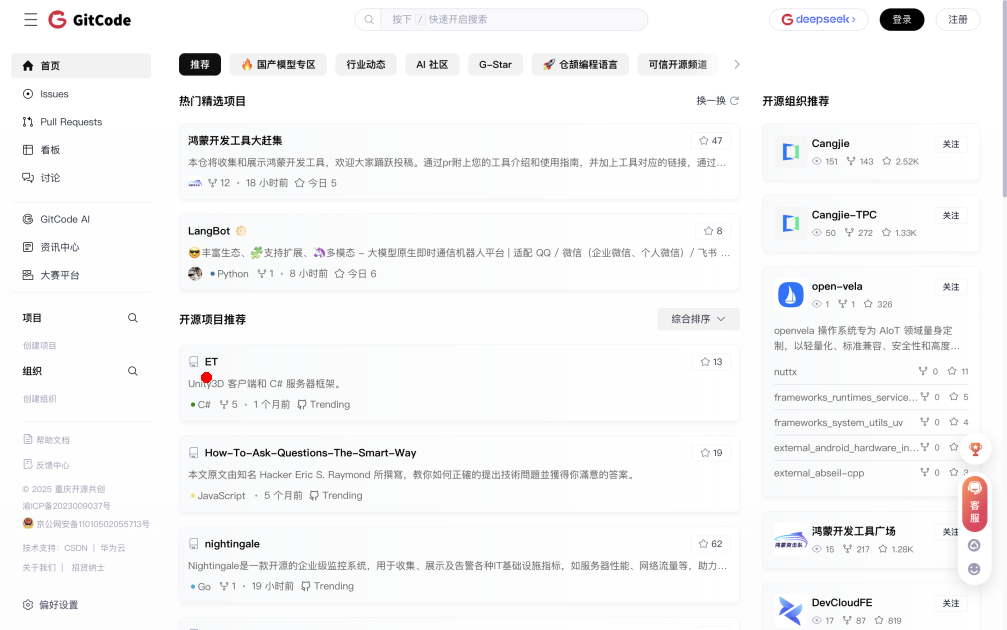 GitCode
按下 / 快速开启搜索
deepseek
登录
注册
首页
Issues
Pull Requests
看板
讨论
GitCode AI
资讯中心
大赛平台
项目
创建项目
组织
创建组织
帮助文档
反馈中心
© 2025 重庆开源共创
渝ICP备2023009037号
京公网安备11010502055713号
技术支持：CSDN | 华为云
关于我们 | 招贤纳士
偏好设置
推荐
国产模型专区
行业动态
AI 社区
G-Star
仓颉编程语言
可信开源频道
热门精选项目
换一换
鸿蒙开发工具大赶集
47
本仓将收集和展示鸿蒙开发工具，欢迎大家踊跃投稿。通过pr附上您的工具介绍和使用指南，并加上工具对应的链接，通过…
12 · 18 小时前 今日 5
LangBot
8
丰富生态、支持扩展、多模态 - 大模型原生即时通信机器人平台 | 适配 QQ / 微信（企业微信、个人微信）/ 飞书 …
Python 1 · 8 小时前 今日 6
开源项目推荐
综合排序
ET
13
Unity3D 客户端和 C# 服务器框架。
C# 5 · 1 个月前 Trending
How-To-Ask-Questions-The-Smart-Way
19
本文原文由知名 Hacker Eric S. Raymond 所撰寫，教你如何正確的提出技術問題並獲得你滿意的答案。
JavaScript · 5 个月前 Trending
nightingale
62
Nightingale是一款开源的企业级监控系统，用于收集、展示及告警各种IT基础设施指标，如服务器性能、网络流量等，助力…
Go 1 · 19 小时前 Trending
开源组织推荐
Cangjie
关注
151 143 2.52K
Cangjie-TPC
关注
50 272 1.33K
open-vela
关注
1 1 326
openvela 操作系统专为 AIoT 领域量身定
制，以轻量化、标准兼容、安全性和高度…
nuttx 0 11
frameworks_runtimes_service… 0 5
frameworks_system_utils_uv 0 4
external_android_hardware_in… 0
external_abseil-cpp 0 3
鸿蒙开发工具广场
关注
15 217 1.28K
DevCloudFE
关注
17 87 819
客
服